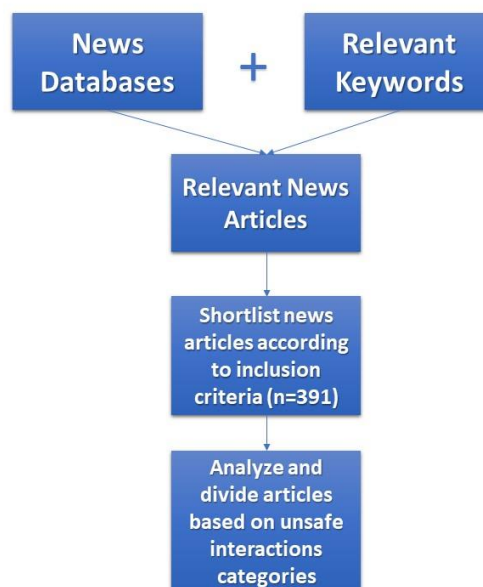 News
Databases
+
Relevant
Keywords
Relevant News
Articles
Shortlist news
articles according
to inclusion
criteria (n=391)
Analyze and
divide articles
based on unsafe
interactions
categories